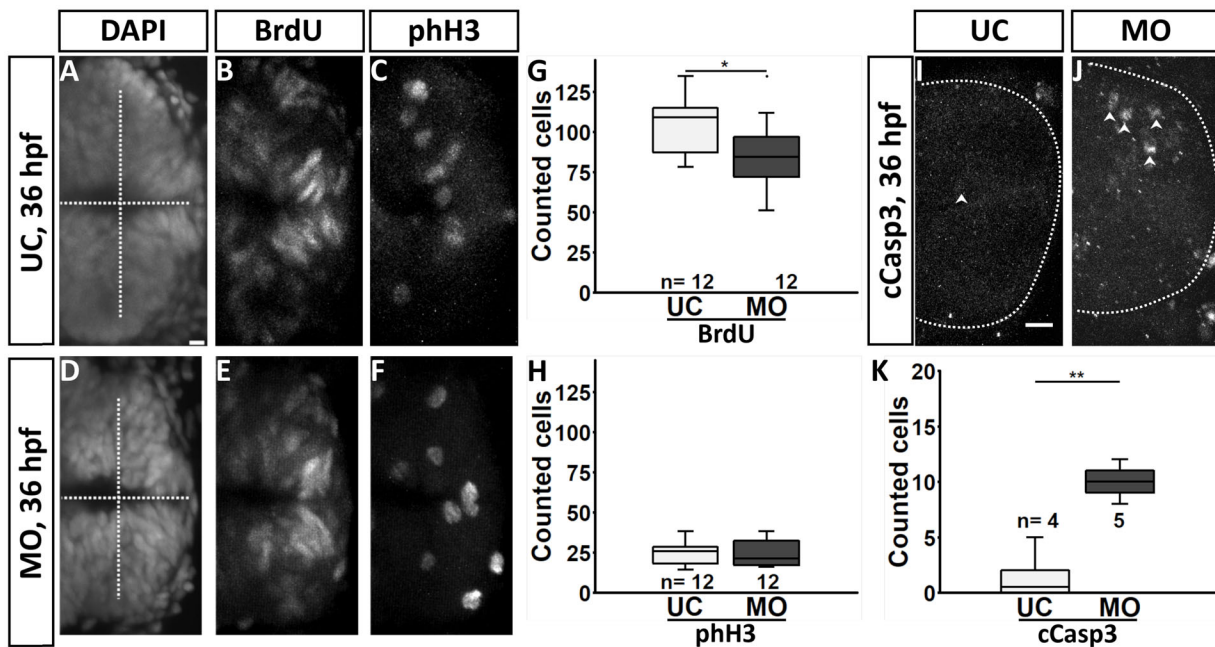 DAPI
BrdU
phH3
UC
MO
UC, 36 hpf
A
B
C
G
*
Counted cells
125
100
75
50
25
0
n= 12
12
UC
MO
BrdU
cCasp3, 36 hpf
I
J
MO, 36 hpf
D
E
F
H
Counted cells
125
100
75
50
25
0
n= 12
12
UC
MO
phH3
K
**
Counted cells
20
15
10
5
0
n= 4
5
UC
MO
cCasp3